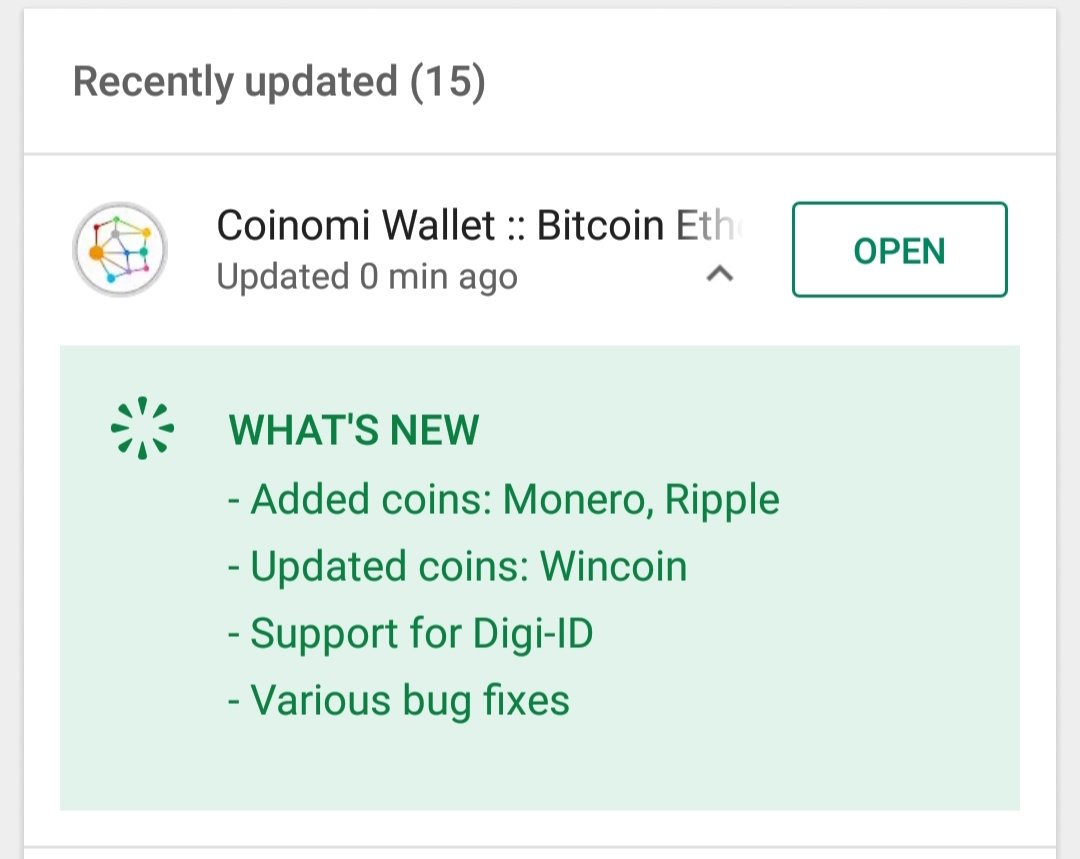 Recently updated (15)
Coinomi Wallet :: Bitcoin Eth
Updated 0 min ago
OPEN
WHAT'S NEW
- Added coins: Monero, Ripple
- Updated coins: Wincoin
- Support for Digi-ID
- Various bug fixes